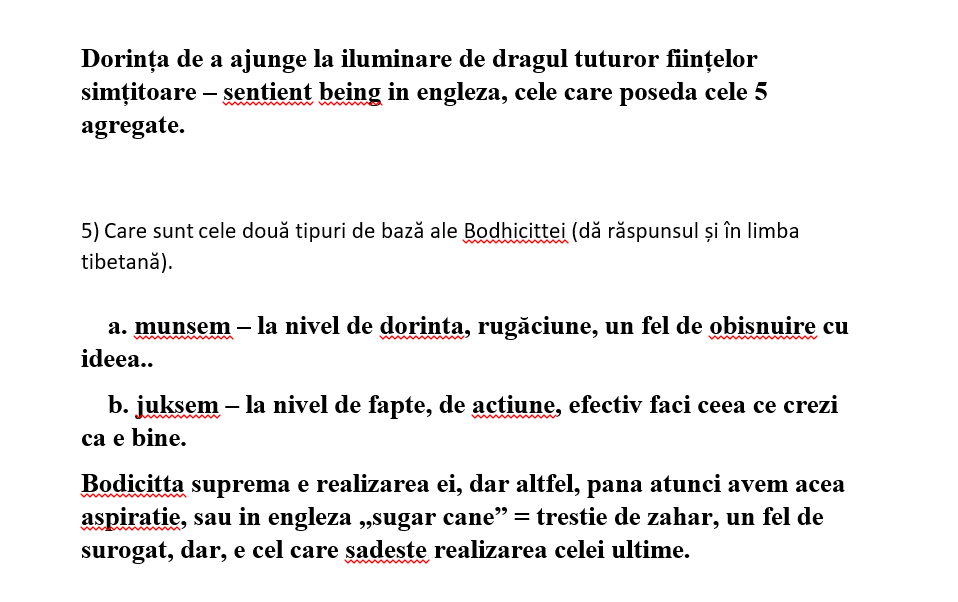 Dorința de a ajunge la iluminare de dragul tuturor ființelor
simțitoare – sentient being in engleza, cele care poseda cele 5
agregate.
5) Care sunt cele două tipuri de bază ale Bodhicittei (dă răspunsul și în limba
tibetană).
a. munsem – la nivel de dorinta, rugăciune, un fel de obisnuire cu
ideea..
b. juksem – la nivel de fapte, de actiune, efectiv faci ceea ce crezi
ca e bine.
Bodicitta suprema e realizarea ei, dar altfel, pana atunci avem acea
aspiratie, sau in engleza „sugar cane” = trestie de zahar, un fel de
surogat, dar, e cel care sadeste realizarea celei ultime.